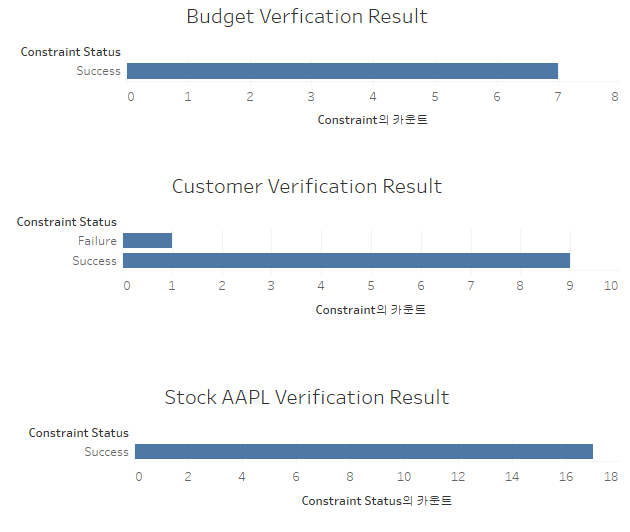 Budget Verfication Result
Constraint Status
Success
0 1 2 3 4 5 6 7 8
Constraint의 카운트
Customer Verification Result
Constraint Status
Failure
Success
0 1 2 3 4 5 6 7 8 9 10
Constraint의 카운트
Stock AAPL Verification Result
Constraint Status
Success
0 2 4 6 8 10 12 14 16 18
Constraint Status의 카운트